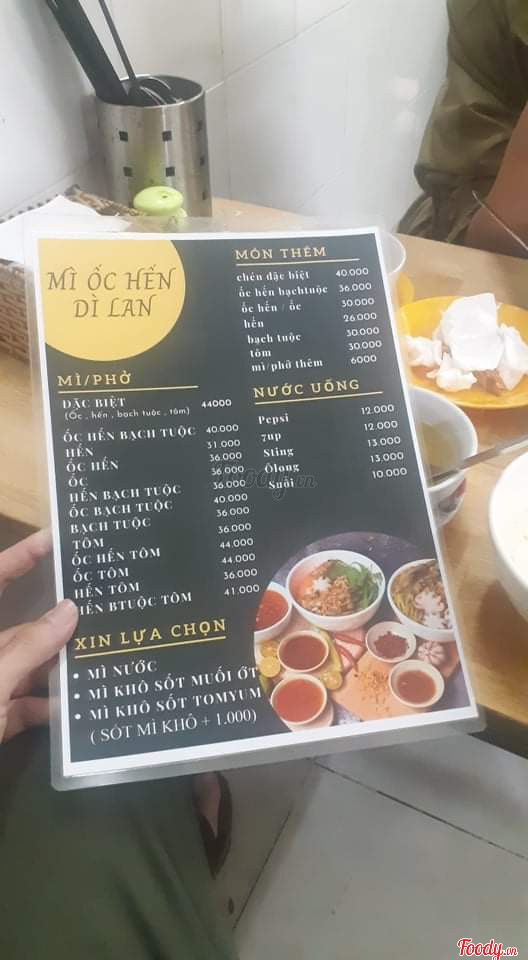 MÌ ỐC HẾN
DÌ LAN
MÌ/PHỞ
ĐẶC BIỆT 44000
(Ốc , hến , bạch tuộc , tôm)
ỐC HẾN BẠCH TUỘC 40.000
HẾN 31.000
ỐC HẾN 36.000
ỐC 36.000
HẾN BẠCH TUỘC 36.000
ỐC BẠCH TUỘC 40.000
BẠCH TUỘC 36.000
TÔM 36.000
ỐC HẾN TÔM 44.000
ỐC TÔM 44.000
HẾN TÔM 36.000
HẾN BTUỘC TÔM 41.000
XIN LỰA CHỌN
• MÌ NƯỚC
• MÌ KHÔ SỐT MUỐI ỚT
• MÌ KHÔ SỐT TOMYUM
( SỐT MÌ KHÔ + 1.000)
MÓN THÊM
chén đặc biệt 40.000
ốc hến bạchtuộc 36.000
ốc hến / ốc 30.000
hến 26.000
bạch tuộc 30.000
tôm 30.000
mì/phở thêm 6000
NƯỚC UỐNG
Pepsi 12.000
7up 12.000
Sting 13.000
Ôlong 13.000
Suối 10.000
Foody.vn
Foody.vn